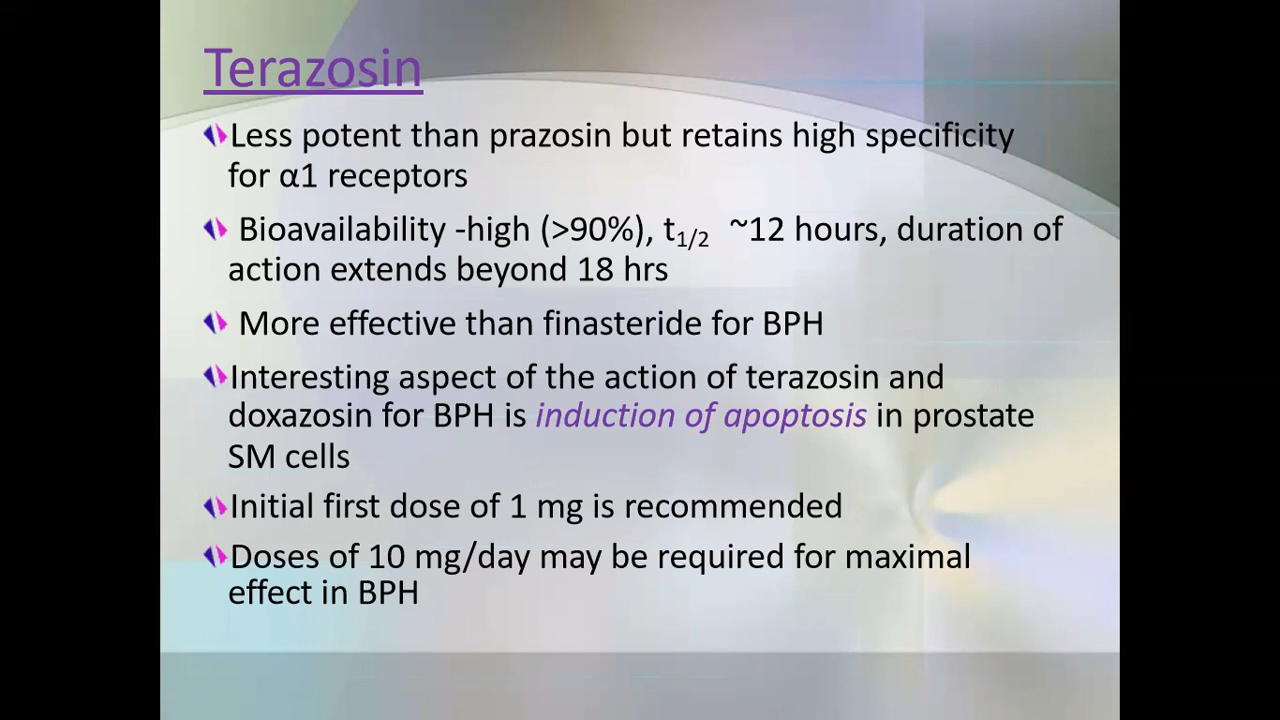 Terazosin
Less potent than prazosin but retains high specificity
for α1 receptors
Bioavailability -high (>90%), t1/2 ~12 hours, duration of
action extends beyond 18 hrs
More effective than finasteride for BPH
Interesting aspect of the action of terazosin and
doxazosin for BPH is induction of apoptosis in prostate
SM cells
Initial first dose of 1 mg is recommended
Doses of 10 mg/day may be required for maximal
effect in BPH